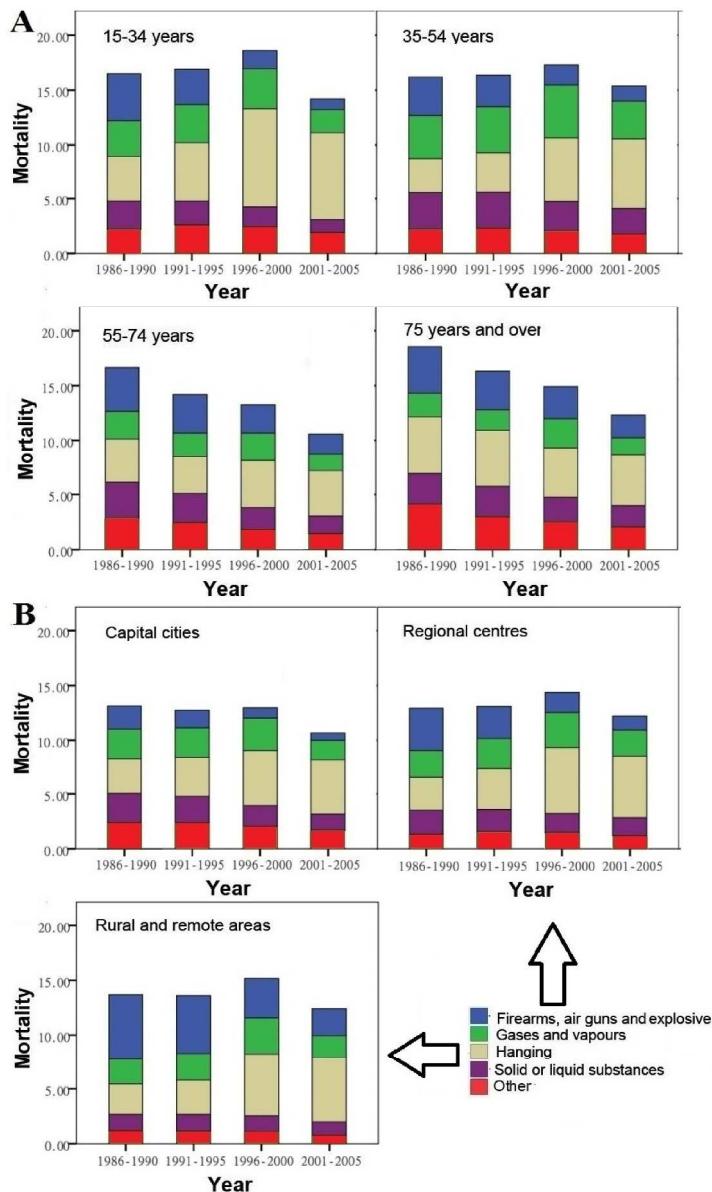 A
15-34 years
35-54 years
Mortality
20.00
15.00
10.00
5.00
0.00
1986-1990 1991-1995 1996-2000 2001-2005
1986-1990 1991-1995 1996-2000 2001-2005
Year
Year
55-74 years
75 years and over
Mortality
20.00
15.00
10.00
5.00
0.00
1986-1990 1991-1995 1996-2000 2001-2005
1986-1990 1991-1995 1996-2000 2001-2005
Year
Year
B
Capital cities
Regional centres
Mortality
20.00
15.00
10.00
5.00
0.00
1986-1990 1991-1995 1996-2000 2001-2005
1986-1990 1991-1995 1996-2000 2001-2005
Year
Year
Rural and remote areas
Mortality
20.00
15.00
10.00
5.00
0.00
1986-1990 1991-1995 1996-2000 2001-2005
Year
Firearms, air guns and explosive
Gases and vapours
Hanging
Solid or liquid substances
Other